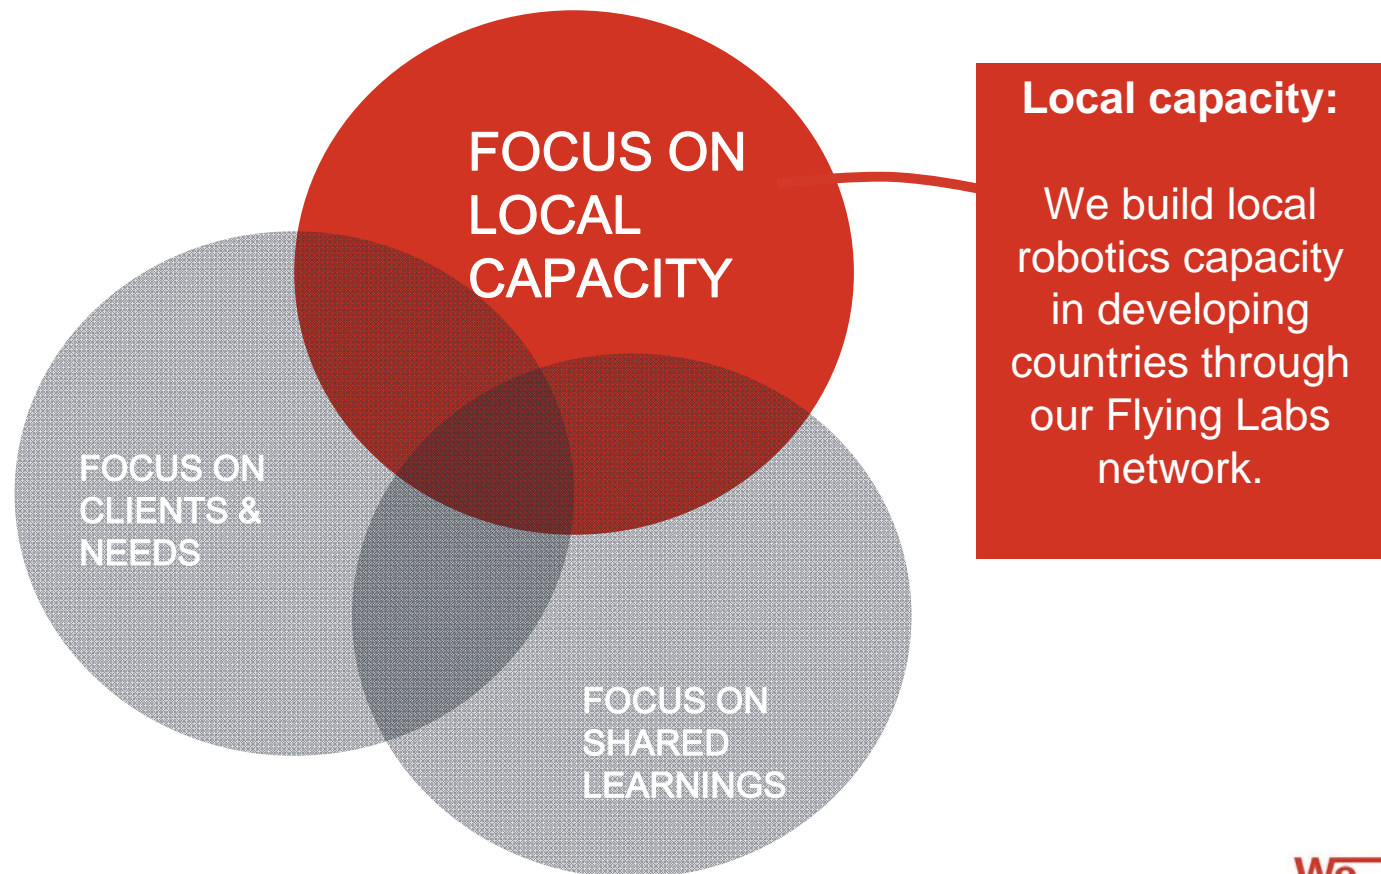 FOCUS ON
LOCAL
CAPACITY
Local capacity:
We build local
robotics capacity
in developing
countries through
our Flying Labs
network.
FOCUS ON
CLIENTS &
NEEDS
FOCUS ON
SHARED
LEARNINGS
We